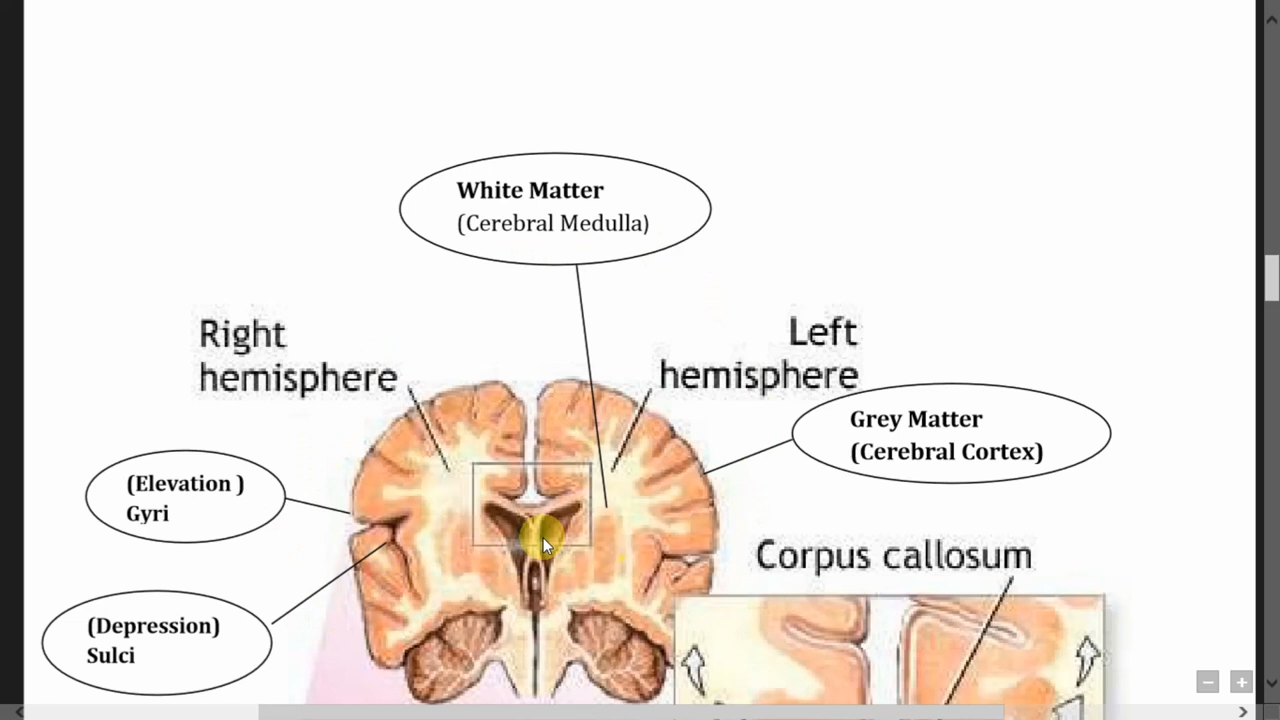 White Matter
(Cerebral Medulla)
Right
hemisphere
Left
hemisphere
Grey Matter
(Cerebral Cortex)
(Elevation )
Gyri
Corpus callosum
(Depression)
Sulci